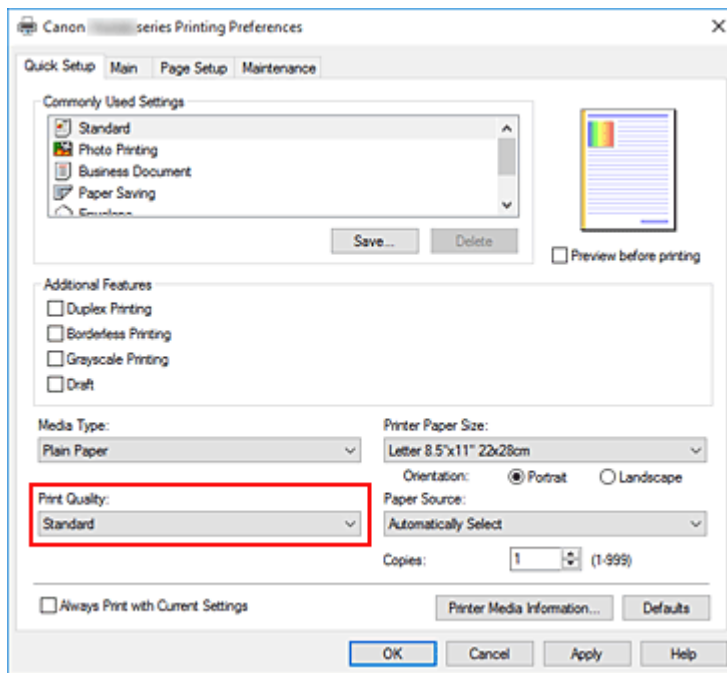 Canon series Printing Preferences
Quick Setup Main Page Setup Maintenance
Commonly Used Settings
Standard
Photo Printing
Business Document
Paper Saving
Envelope
Save... Delete
Preview before printing
Additional Features
Duplex Printing
Borderless Printing
Grayscale Printing
Draft
Media Type: Printer Paper Size:
Plain Paper Letter 8.5"x11" 22x28cm
Orientation: Portrait Landscape
Print Quality: Paper Source:
Standard Automatically Select
Copies: 1 (1-999)
Always Print with Current Settings Printer Media Information... Defaults
OK Cancel Apply Help